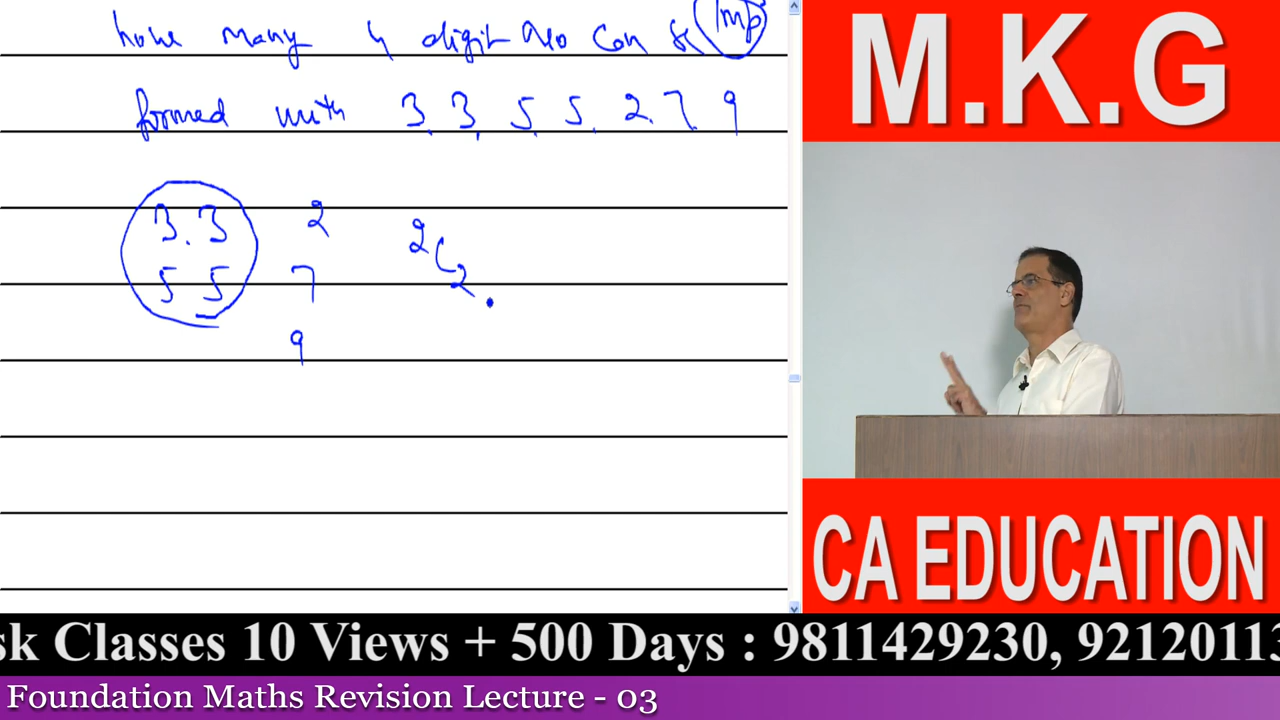 how many 4 digit no can be Imp
formed with 3, 3, 5, 5, 2, 7, 9
3, 3 2 2C2
5 5 7
9
M.K.G
CA EDUCATION
sk Classes 10 Views + 500 Days : 9811429230, 92120113
Foundation Maths Revision Lecture - 03